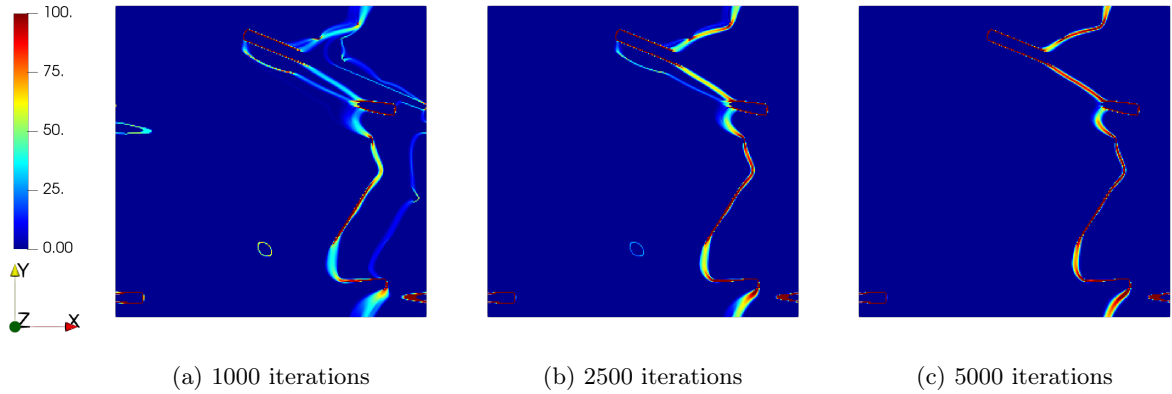 100.
75.
50.
25.
0.00
Y
Z X
(a) 1000 iterations
(b) 2500 iterations
(c) 5000 iterations